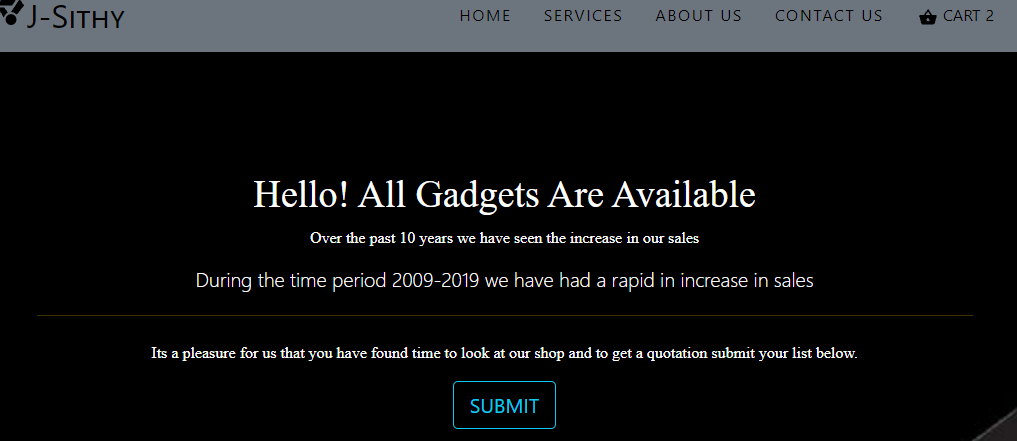 J-Sithy
HOME SERVICES ABOUT US CONTACT US CART 2
Hello! All Gadgets Are Available
Over the past 10 years we have seen the increase in our sales
During the time period 2009-2019 we have had a rapid in increase in sales
Its a pleasure for us that you have found time to look at our shop and to get a quotation submit your list below.
SUBMIT